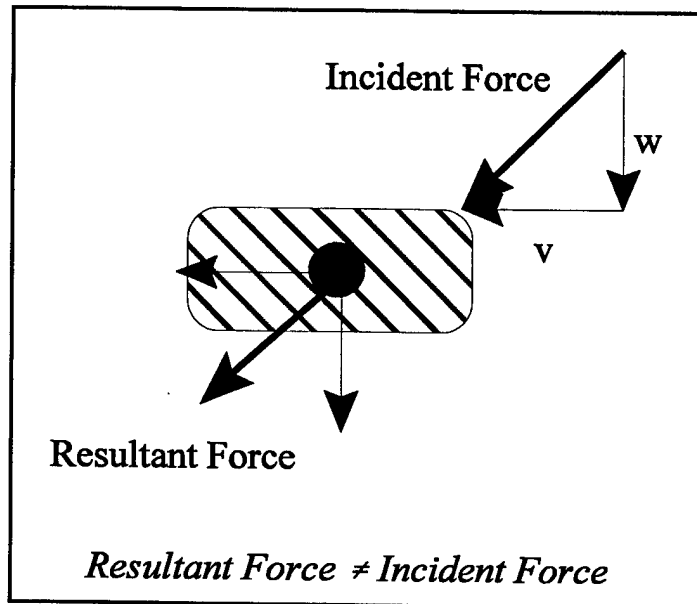 Incident Force
w
v
Resultant Force
Resultant Force ≠ Incident Force